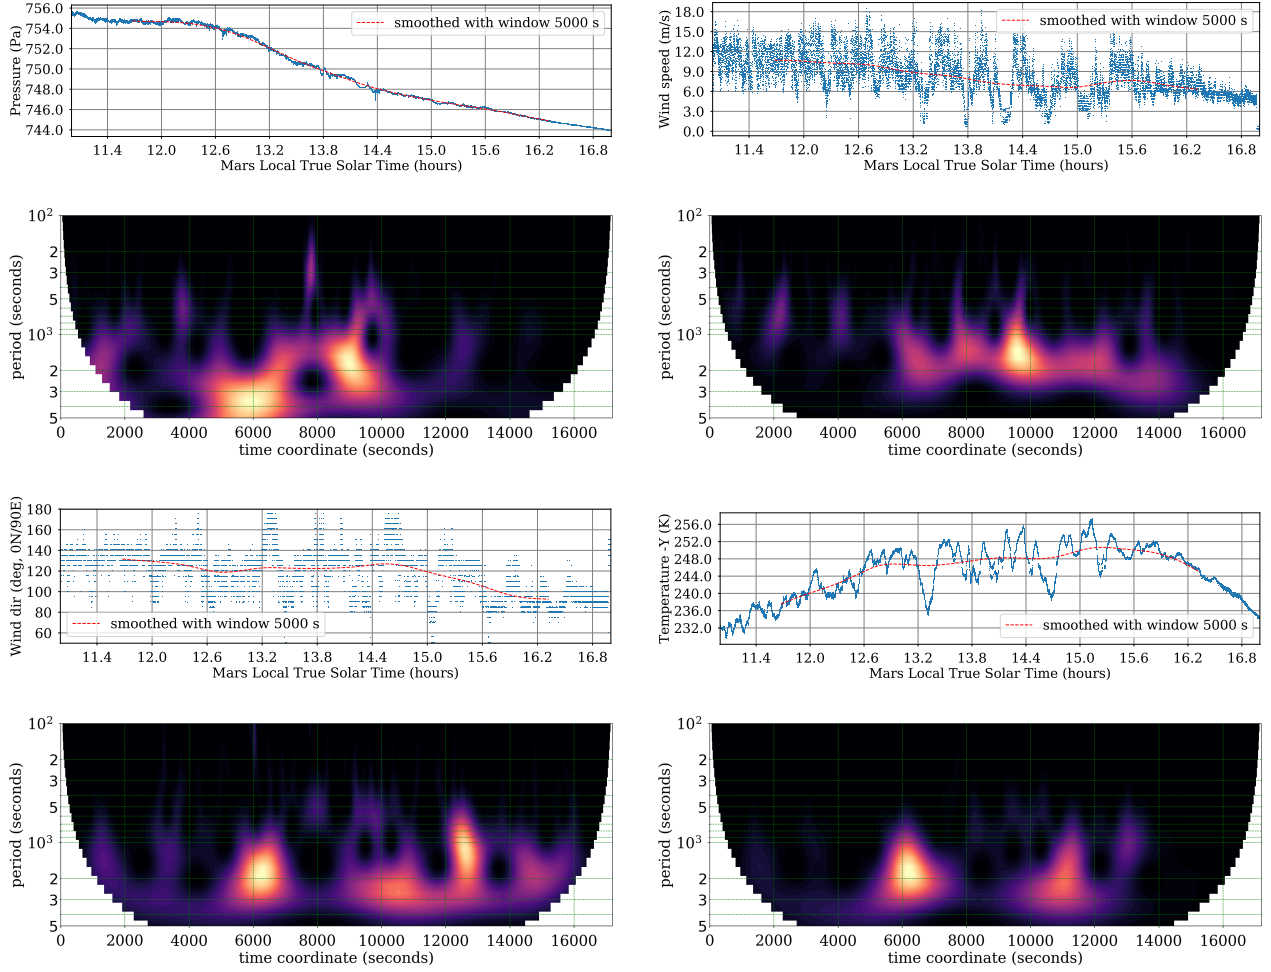 756.0
754.0
752.0
750.0
748.0
746.0
744.0
Pressure (Pa)
smoothed with window 5000 s
11.4 12.0 12.6 13.2 13.8 14.4 15.0 15.6 16.2 16.8
Mars Local True Solar Time (hours)
18.0
15.0
12.0
9.0
6.0
3.0
0.0
Wind speed (m/s)
smoothed with window 5000 s
11.4 12.0 12.6 13.2 13.8 14.4 15.0 15.6 16.2 16.8
Mars Local True Solar Time (hours)
10²
2
3
5
10³
2
3
5
period (seconds)
0 2000 4000 6000 8000 10000 12000 14000 16000
time coordinate (seconds)
10²
2
3
5
10³
2
3
5
period (seconds)
0 2000 4000 6000 8000 10000 12000 14000 16000
time coordinate (seconds)
180
160
140
120
100
80
60
Wind dir (deg, 0N/90E)
smoothed with window 5000 s
11.4 12.0 12.6 13.2 13.8 14.4 15.0 15.6 16.2 16.8
Mars Local True Solar Time (hours)
256.0
252.0
248.0
244.0
240.0
236.0
232.0
Temperature -Y (K)
smoothed with window 5000 s
11.4 12.0 12.6 13.2 13.8 14.4 15.0 15.6 16.2 16.8
Mars Local True Solar Time (hours)
10²
2
3
5
10³
2
3
5
period (seconds)
0 2000 4000 6000 8000 10000 12000 14000 16000
time coordinate (seconds)
10²
2
3
5
10³
2
3
5
period (seconds)
0 2000 4000 6000 8000 10000 12000 14000 16000
time coordinate (seconds)